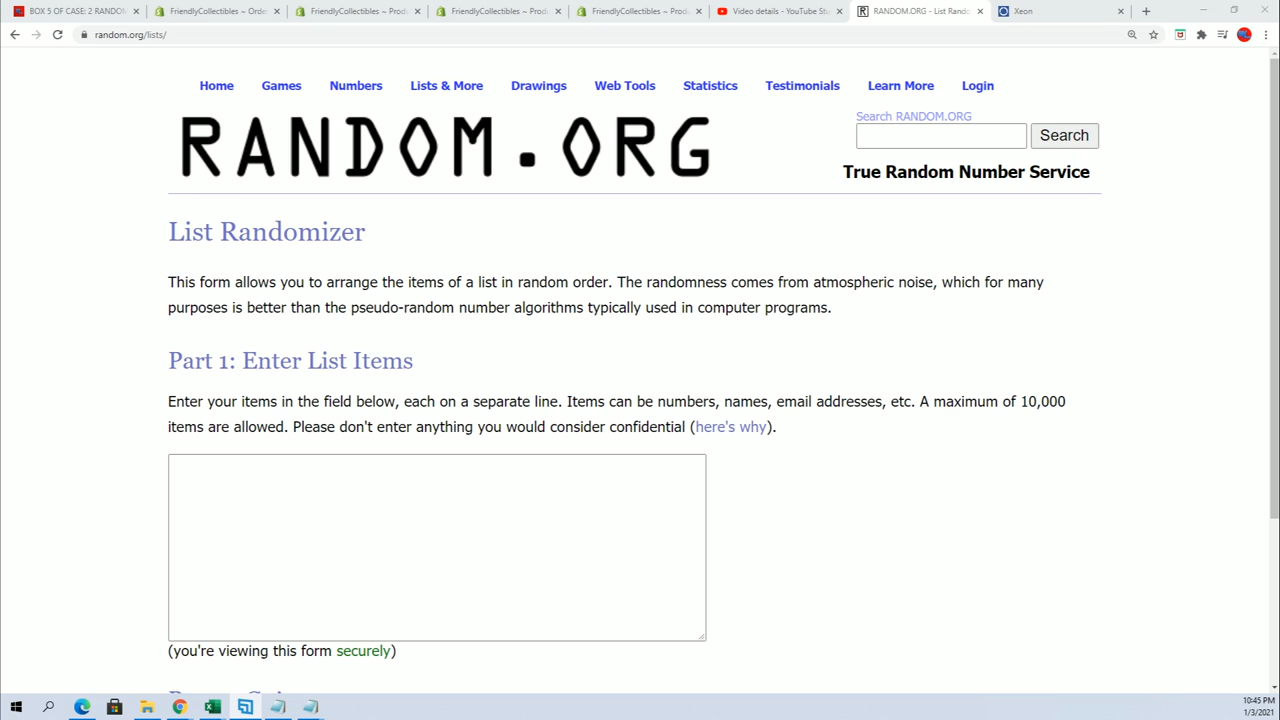 BOX 5 OF CASE: 2 RANDO
FriendlyCollectibles ~ Orde
FriendlyCollectibles ~ Prod
FriendlyCollectibles ~ Prod
FriendlyCollectibles ~ Prod
Video details - YouTube Stu
RANDOM.ORG - List Rando
Xeon
random.org/lists/
Home Games Numbers Lists & More Drawings Web Tools Statistics Testimonials Learn More Login
RANDOM.ORG
Search RANDOM.ORG
Search
True Random Number Service
List Randomizer
This form allows you to arrange the items of a list in random order. The randomness comes from atmospheric noise, which for many
purposes is better than the pseudo-random number algorithms typically used in computer programs.
Part 1: Enter List Items
Enter your items in the field below, each on a separate line. Items can be numbers, names, email addresses, etc. A maximum of 10,000
items are allowed. Please don't enter anything you would consider confidential (here's why).
(you're viewing this form securely)
10:45 PM
1/3/2021